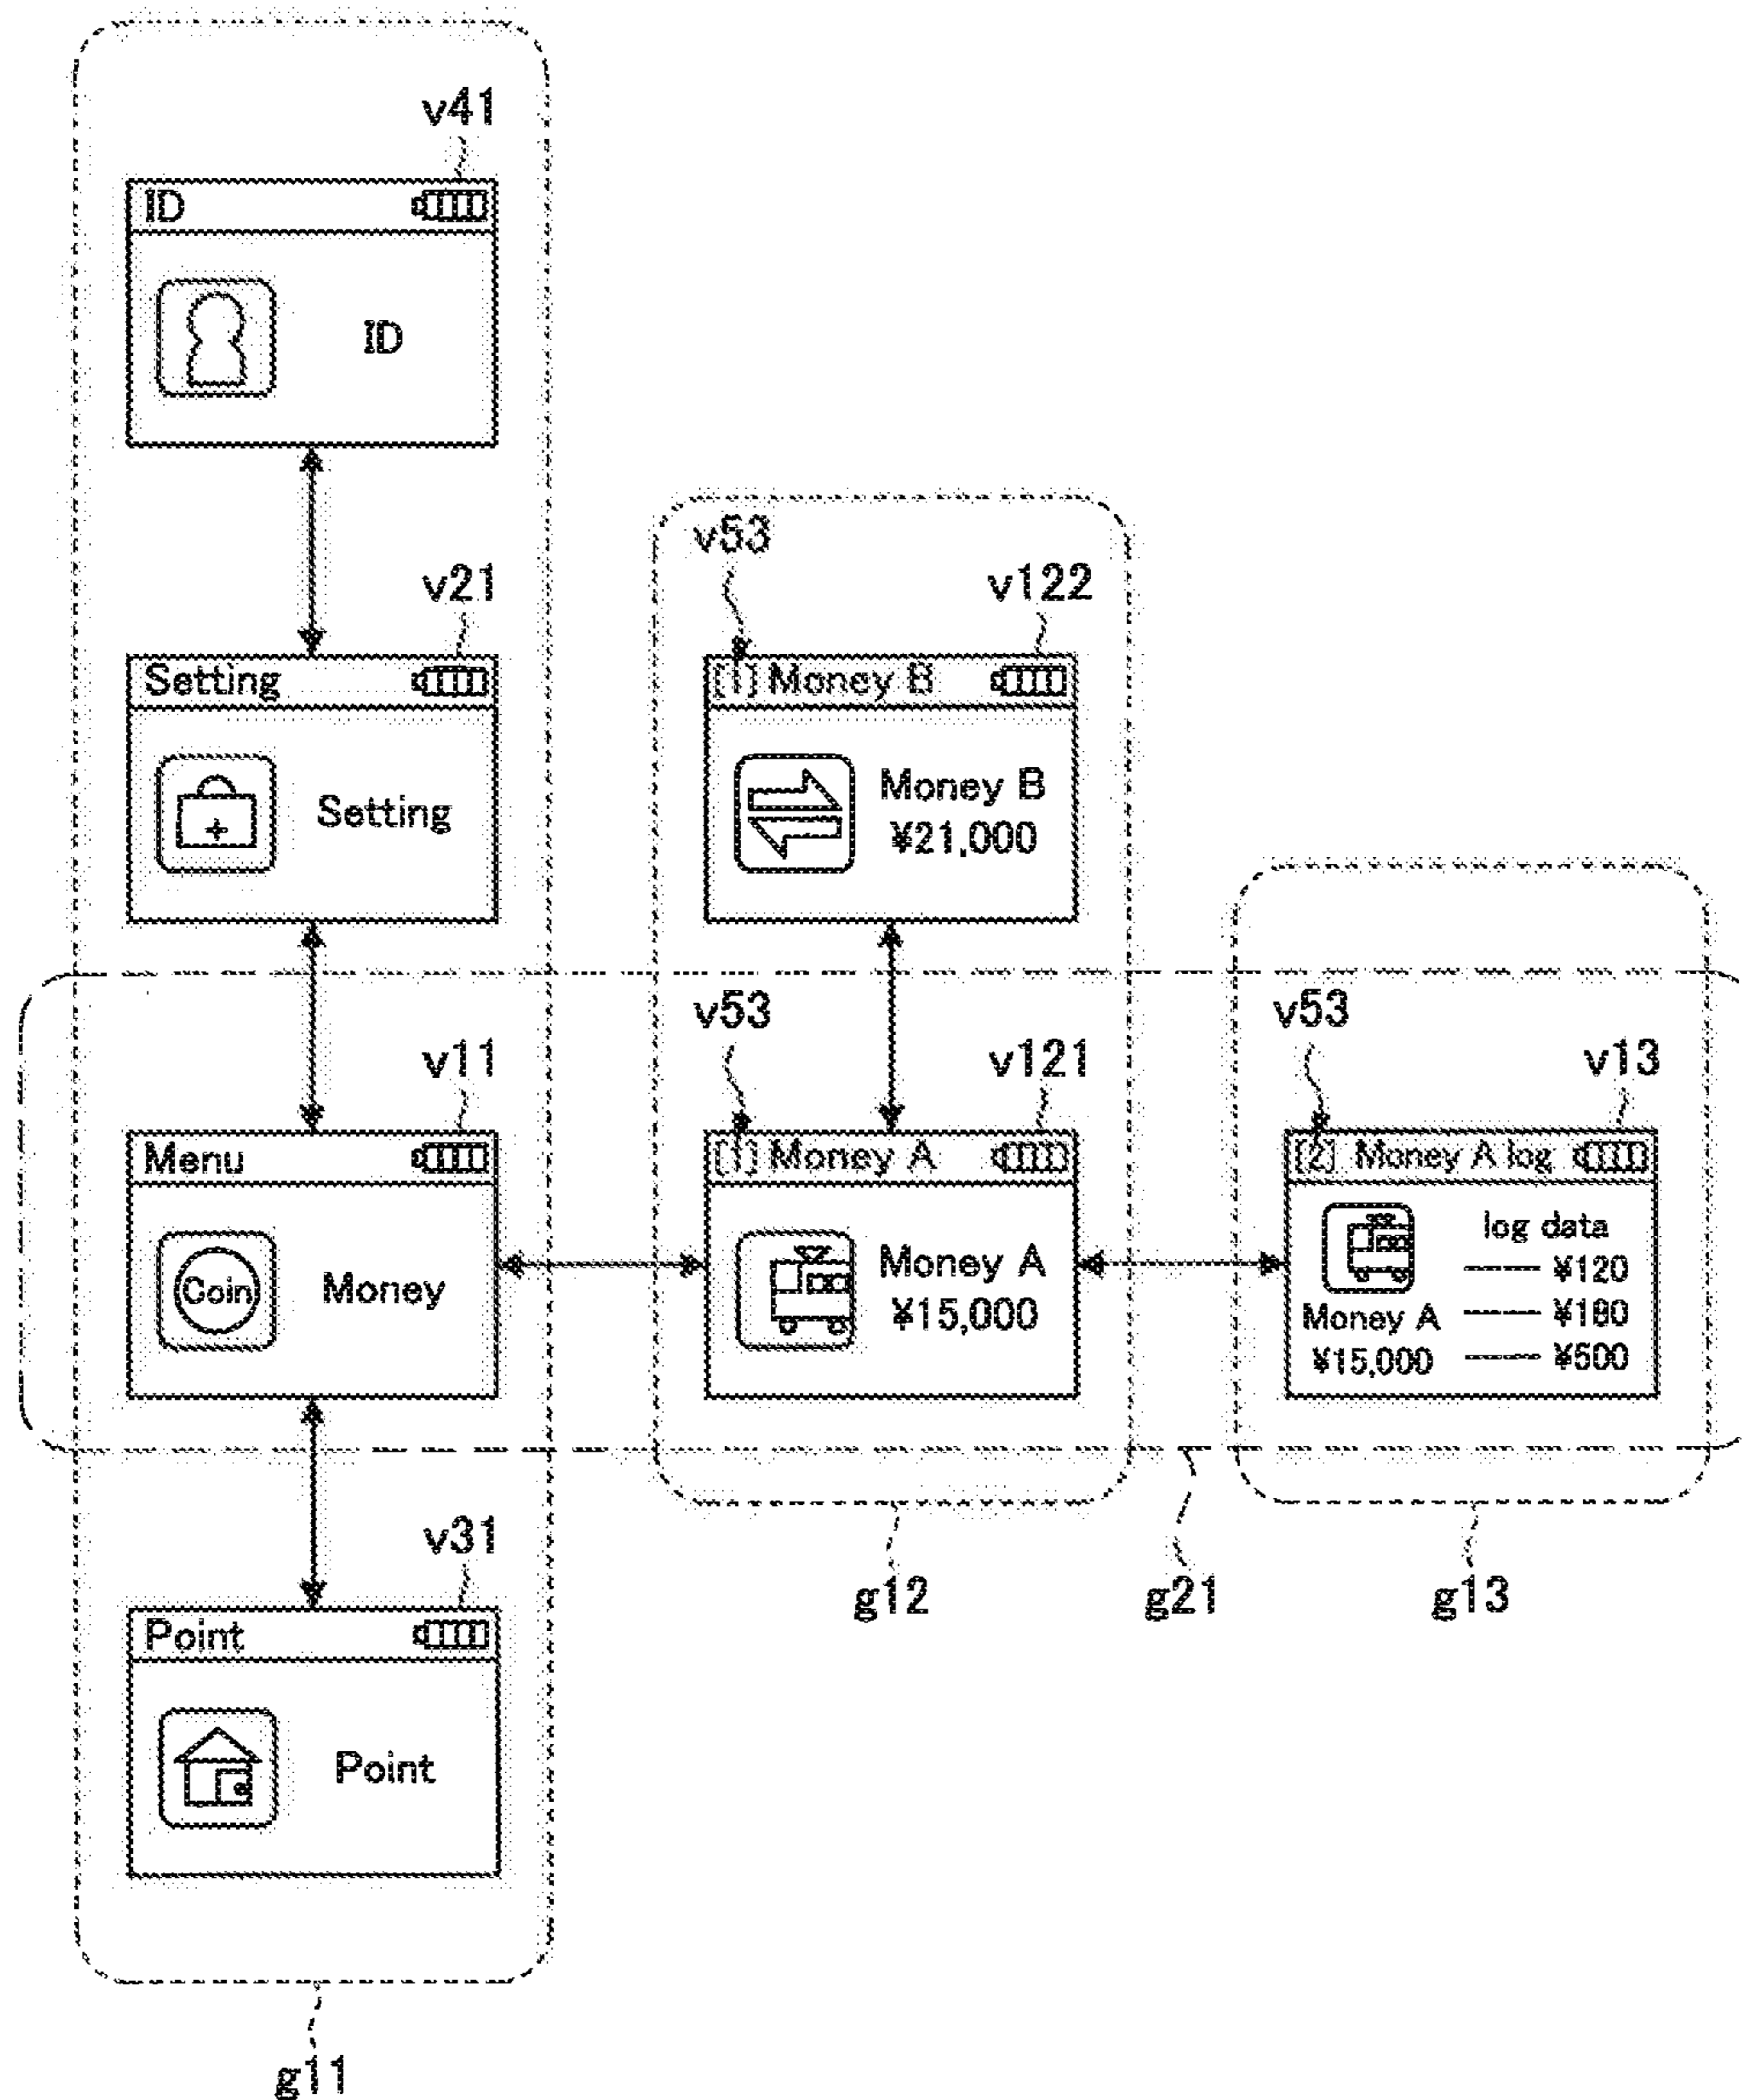 v41
ID
ID
v21
Setting
Setting
v53
v122
[1] Money B
Money B
¥21,000
v11
Menu
Coin
Money
v53
v121
[1] Money A
Money A
¥15,000
v53
v13
[2] Money A log
log data
¥120
¥180
¥500
Money A
¥15,000
v31
Point
Point
g12
g21
g13
g11